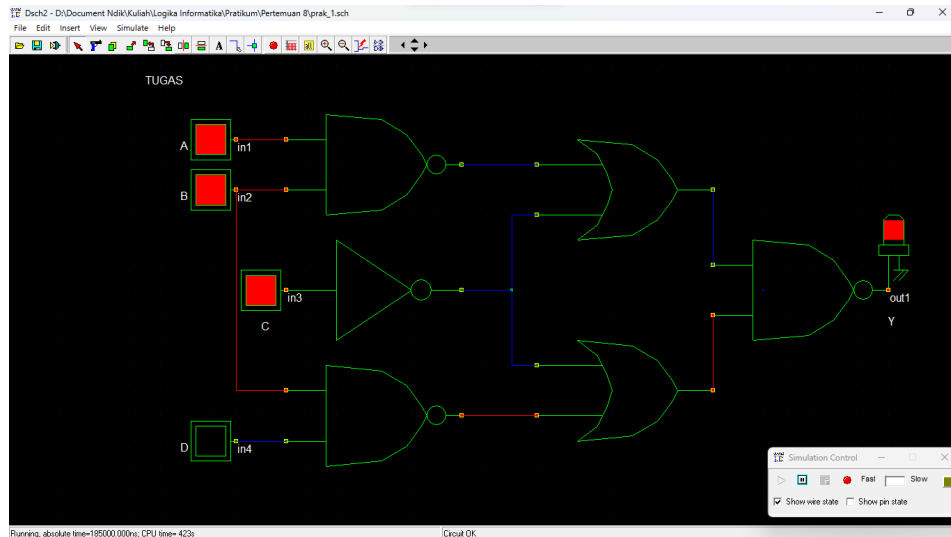 Dsch2 - D:\Document Ndik\Kuliah\Logika Informatika\Pratikum\Pertemuan 8\prak_1.sch
File Edit Insert View Simulate Help
A
TUGAS
A
in1
B
in2
in3
C
out1
Y
D
in4
Simulation Control
Fast
Slow
Show wire state
Show pin state
Running, absolute time=185000.000ns; CPU time= 423s
Circuit OK